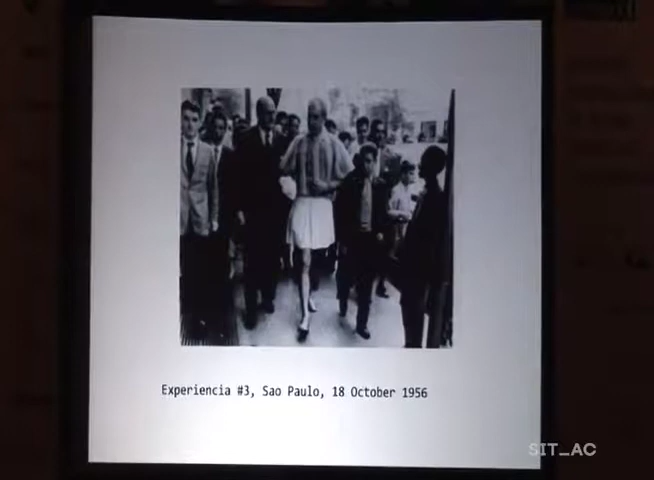 Experiencia #3, Sao Paulo, 18 October 1956
SIT_AC